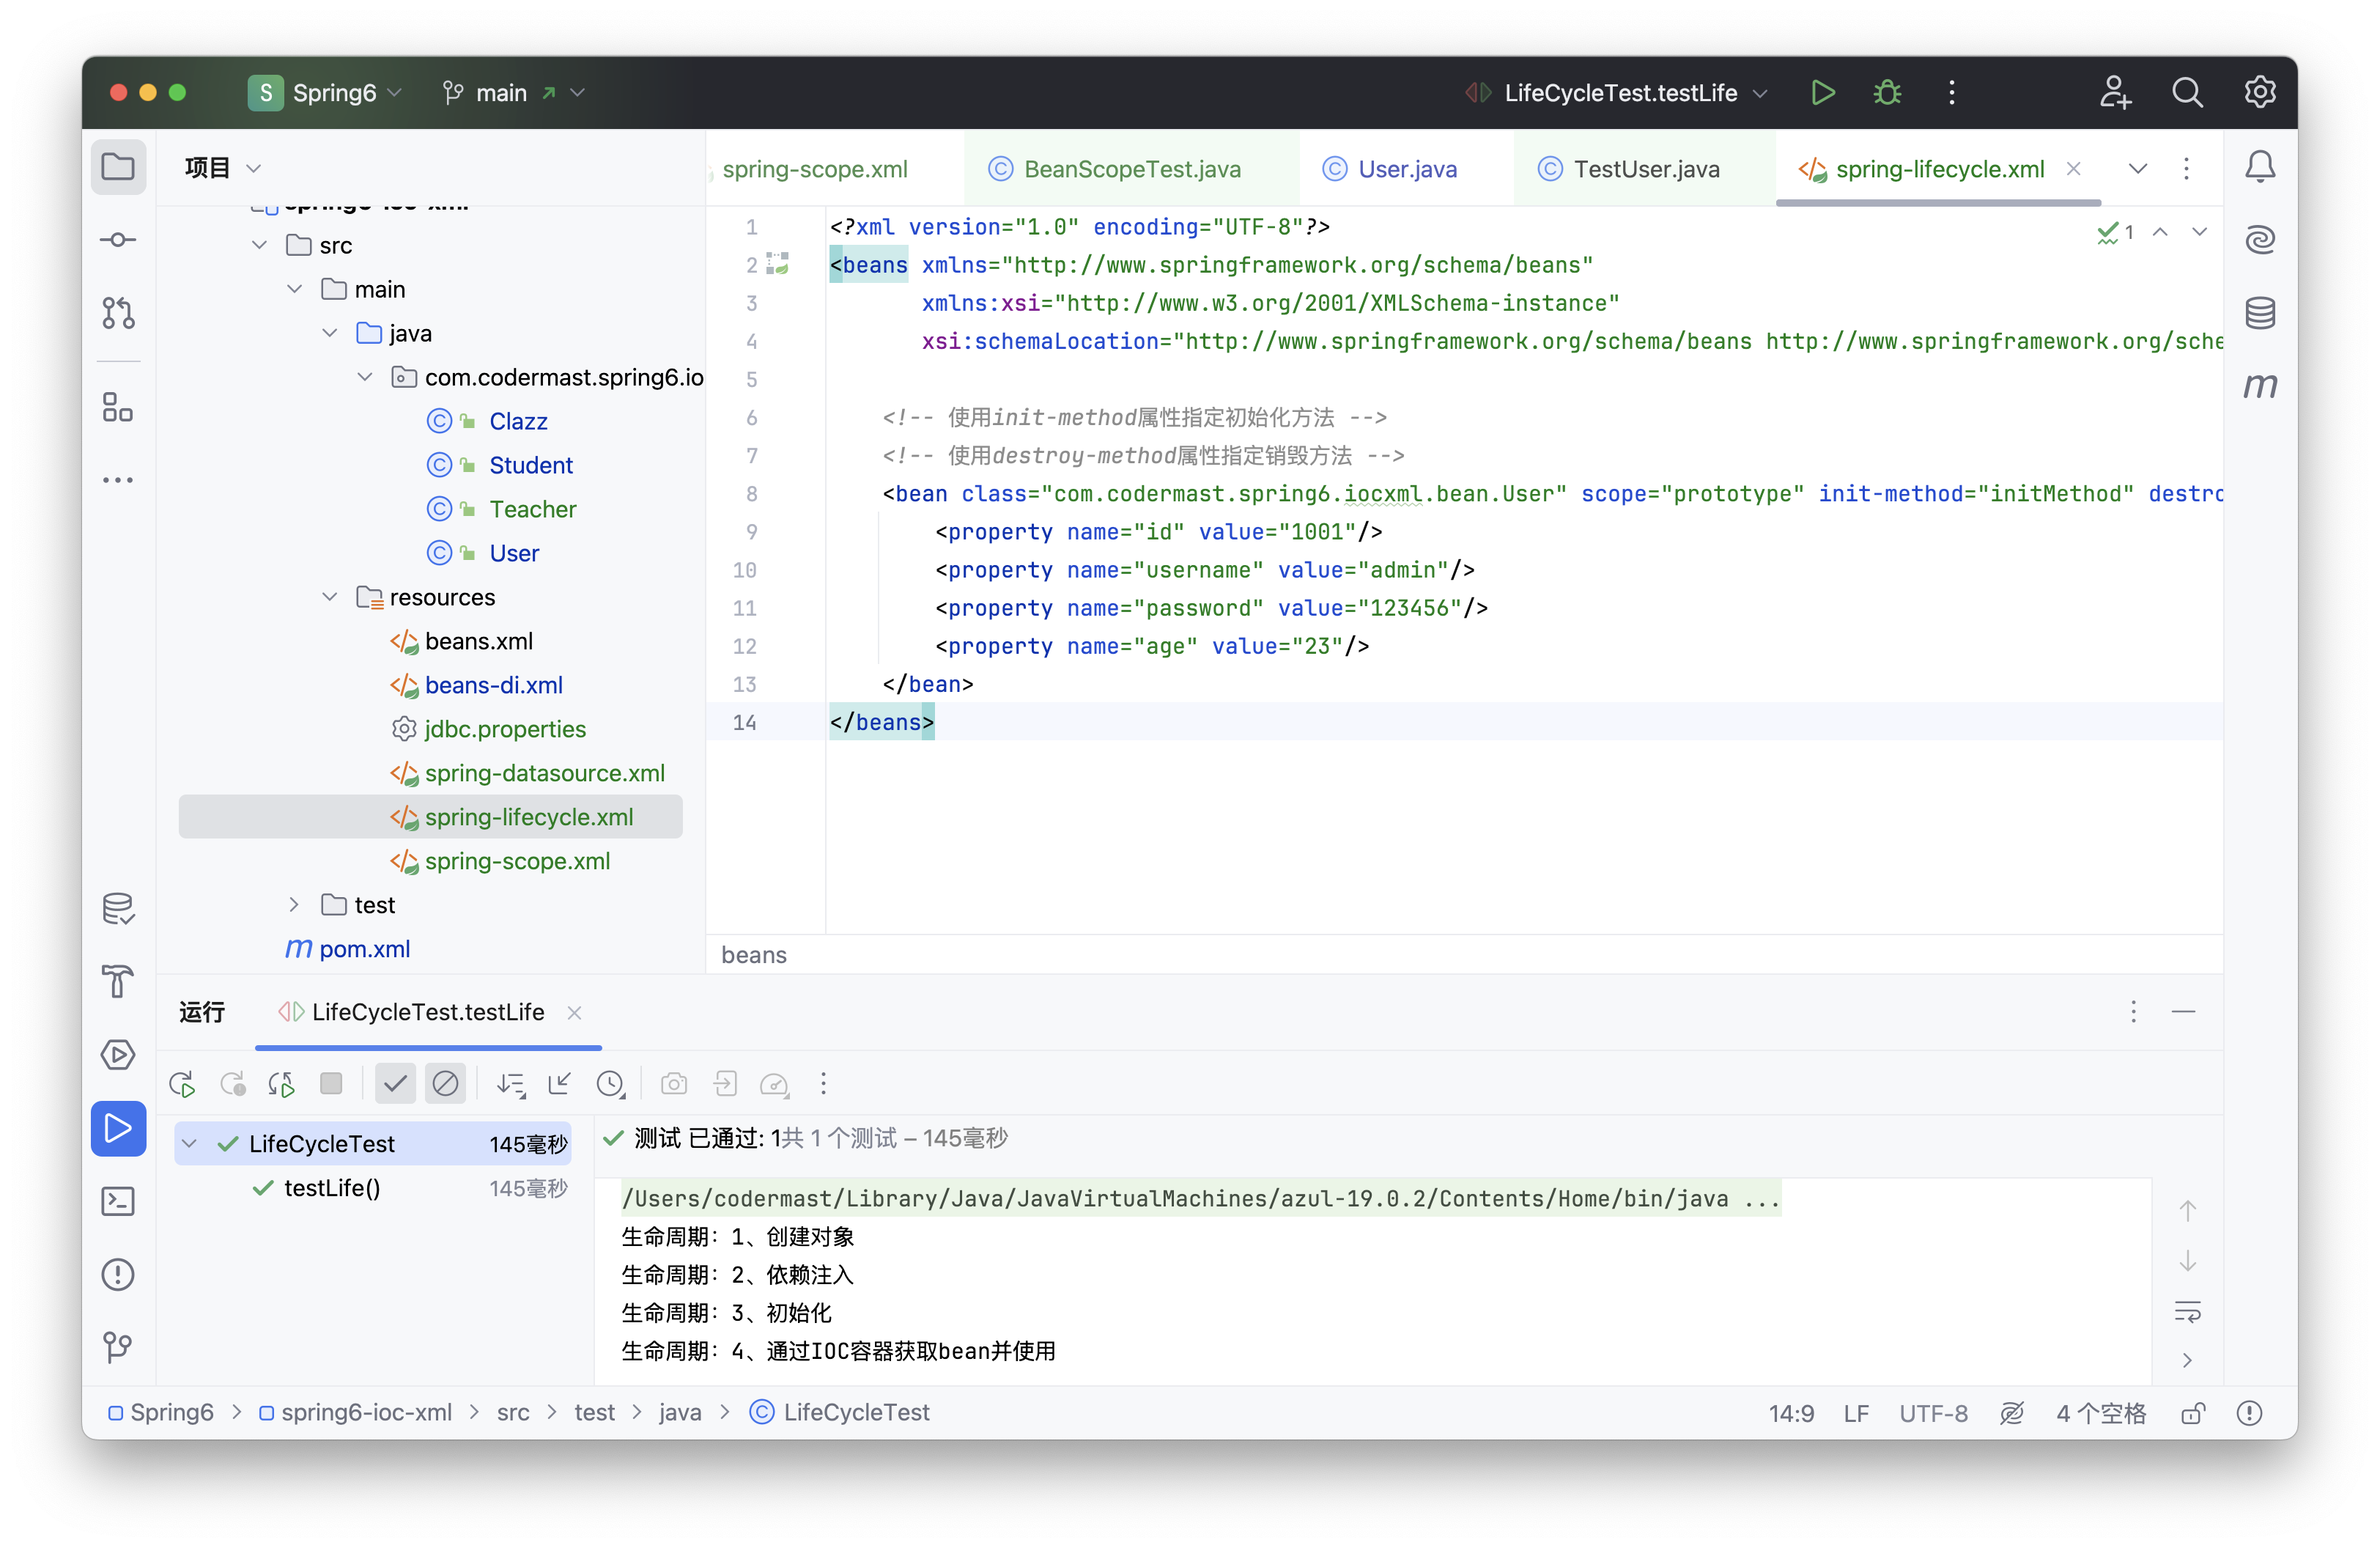 S Spring6 main LifeCycleTest.testLife
项目
src
main
java
com.codermast.spring6.io
Clazz
Student
Teacher
User
resources
beans.xml
beans-di.xml
jdbc.properties
spring-datasource.xml
spring-lifecycle.xml
spring-scope.xml
test
pom.xml
spring-scope.xml BeanScopeTest.java User.java TestUser.java spring-lifecycle.xml
1
1 <?xml version="1.0" encoding="UTF-8"?>
2 <beans xmlns="http://www.springframework.org/schema/beans"
3 xmlns:xsi="http://www.w3.org/2001/XMLSchema-instance"
4 xsi:schemaLocation="http://www.springframework.org/schema/beans http://www.springframework.org/sche
5
6 <!-- 使用init-method属性指定初始化方法 -->
7 <!-- 使用destroy-method属性指定销毁方法 -->
8 <bean class="com.codermast.spring6.iocxml.bean.User" scope="prototype" init-method="initMethod" destro
9 <property name="id" value="1001"/>
10 <property name="username" value="admin"/>
11 <property name="password" value="123456"/>
12 <property name="age" value="23"/>
13 </bean>
14 </beans>
beans
运行 LifeCycleTest.testLife
LifeCycleTest 145毫秒
testLife() 145毫秒
测试 已通过: 1共 1 个测试 – 145毫秒
/Users/codermast/Library/Java/JavaVirtualMachines/azul-19.0.2/Contents/Home/bin/java ...
生命周期：1、创建对象
生命周期：2、依赖注入
生命周期：3、初始化
生命周期：4、通过IOC容器获取bean并使用
Spring6 > spring6-ioc-xml > src > test > java > LifeCycleTest
14:9 LF UTF-8 4 个空格